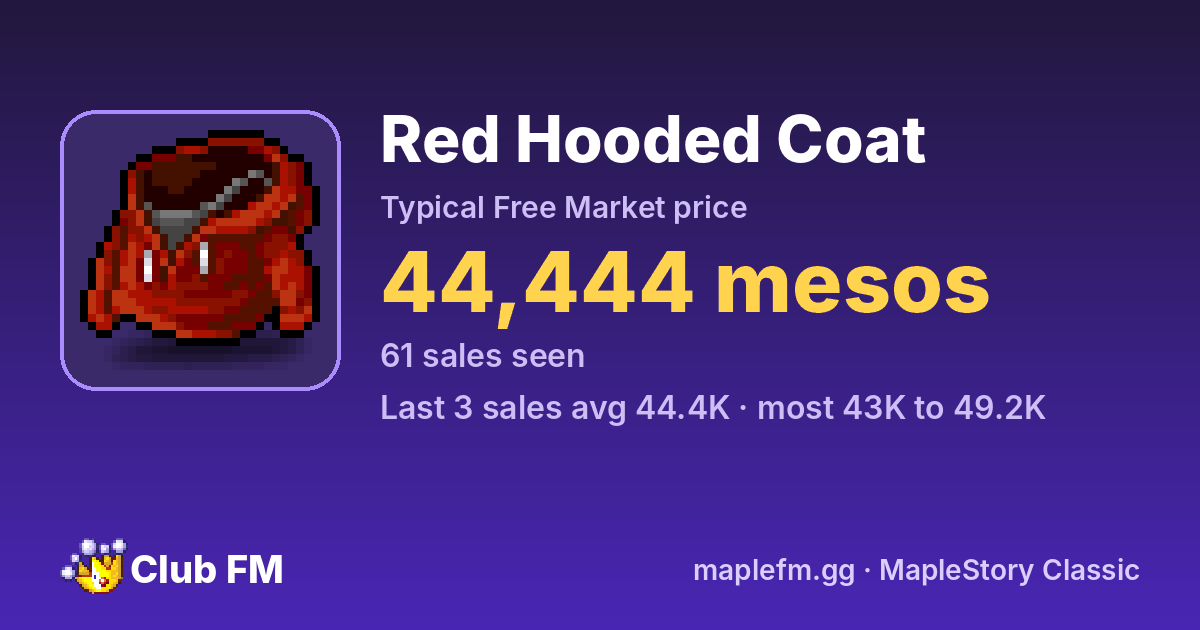 Red Hooded Coat
Typical Free Market price
44,444 mesos
61 sales seen
Last 3 sales avg 44.4K · most 43K to 49.2K
Club FM
maplefm.gg · MapleStory Classic